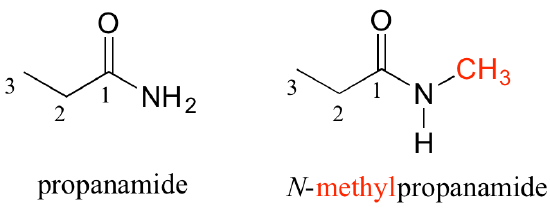 O
3
2
1
NH2
propanamide
O
3
2
1
N
H
CH3
N-methylpropanamide